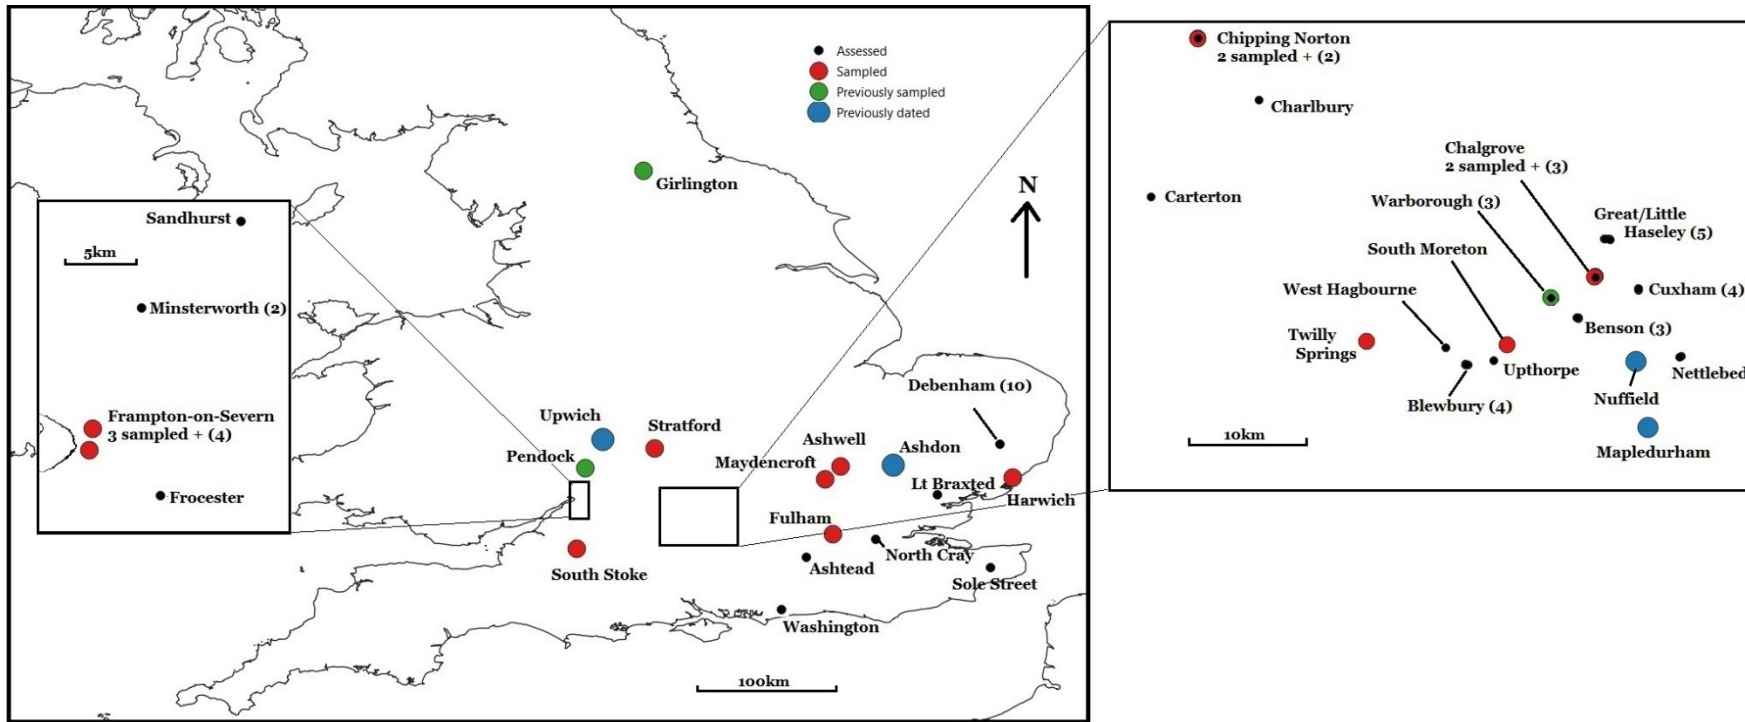 Assessed
Sampled
Previously sampled
Previously dated
Girlington
N
Sandhurst
5km
Minsterworth (2)
Frampton-on-Severn
3 sampled + (4)
Frocester
Upwich
Stratford
Pendock
Debenham (10)
Ashwell
Maydencroft
Ashdon
Lt Braxted
Harwich
Fulham
North Cray
Ashtead
South Stoke
Sole Street
Washington
100km
Chipping Norton
2 sampled + (2)
Charlbury
Chalgrove
2 sampled + (3)
Carterton
Warborough (3)
Great/Little
Haseley (5)
South Moreton
West Hagbourne
Cuxham (4)
Benson (3)
Twilly
Springs
Upthorpe
Nettlebed
Blewbury (4)
Nuffield
10km
Mapledurham